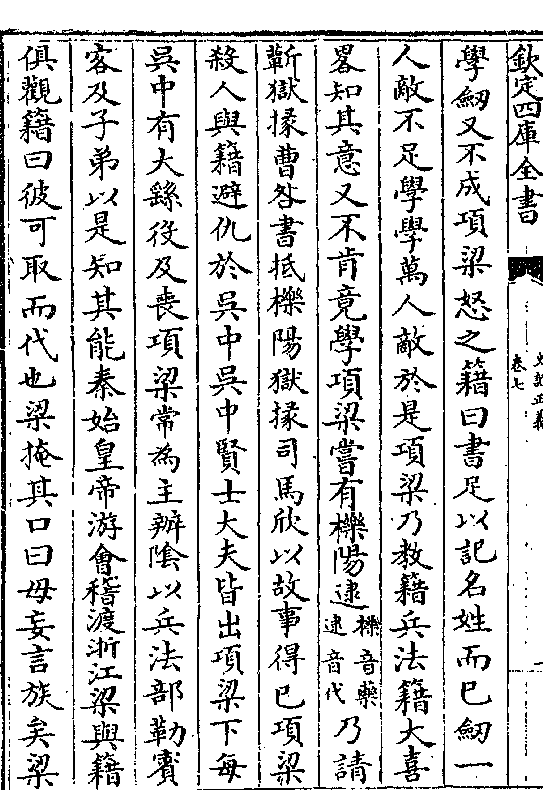 欽定四庫全書
史記正義
卷七
學劒又不成項梁怒之籍曰書足以記名姓而已劒一
人敵不足學學萬人敵於是項梁乃教籍兵法籍大喜
畧知其意又不肯竟學項梁嘗有櫟陽逮櫟音藥逮音代乃請
蘄獄掾曹咎書抵櫟陽獄掾司馬欣以故事得已項梁
殺人與籍避仇於吳中吳中賢士大夫皆出項梁下每
吳中有大繇役及喪項梁常為主辦陰以兵法部勒賓
客及子弟以是知其能秦始皇帝游會稽渡浙江梁與籍
俱觀籍曰彼可取而代也梁掩其口曰毋妄言族矣梁